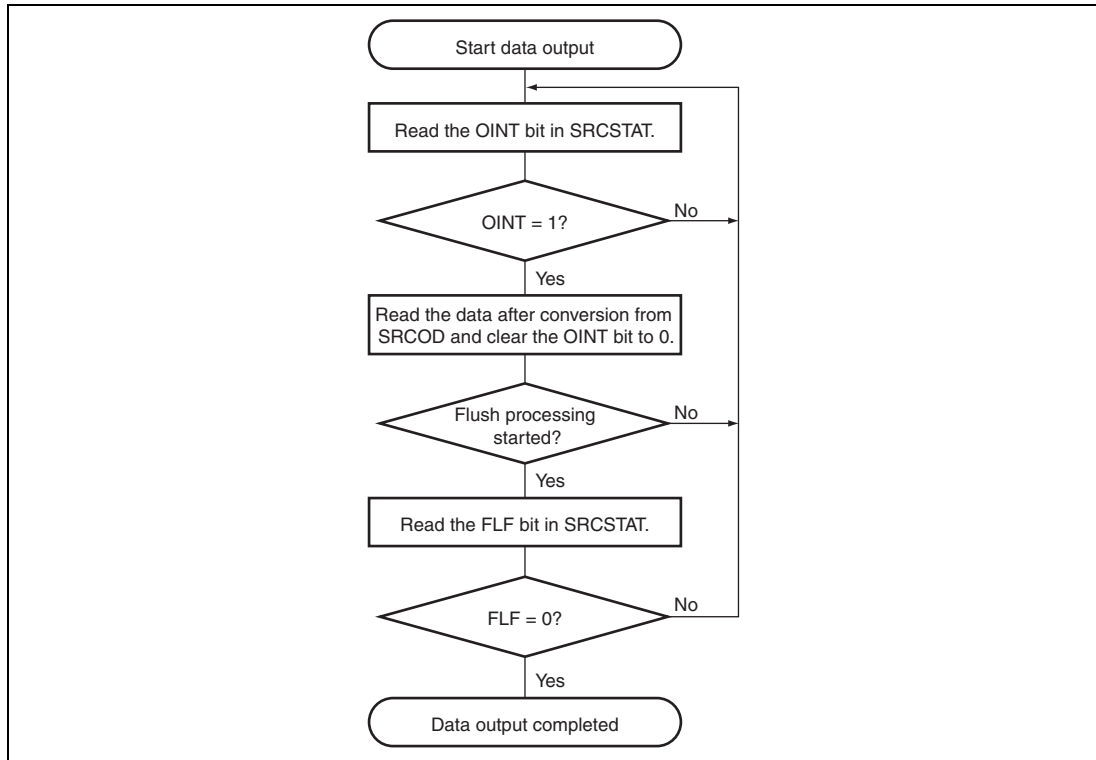 Start data output
Read the OINT bit in SRCSTAT.
OINT = 1?
No
Yes
Read the data after conversion from
SRCOD and clear the OINT bit to 0.
Flush processing
started?
No
Yes
Read the FLF bit in SRCSTAT.
FLF = 0?
No
Yes
Data output completed